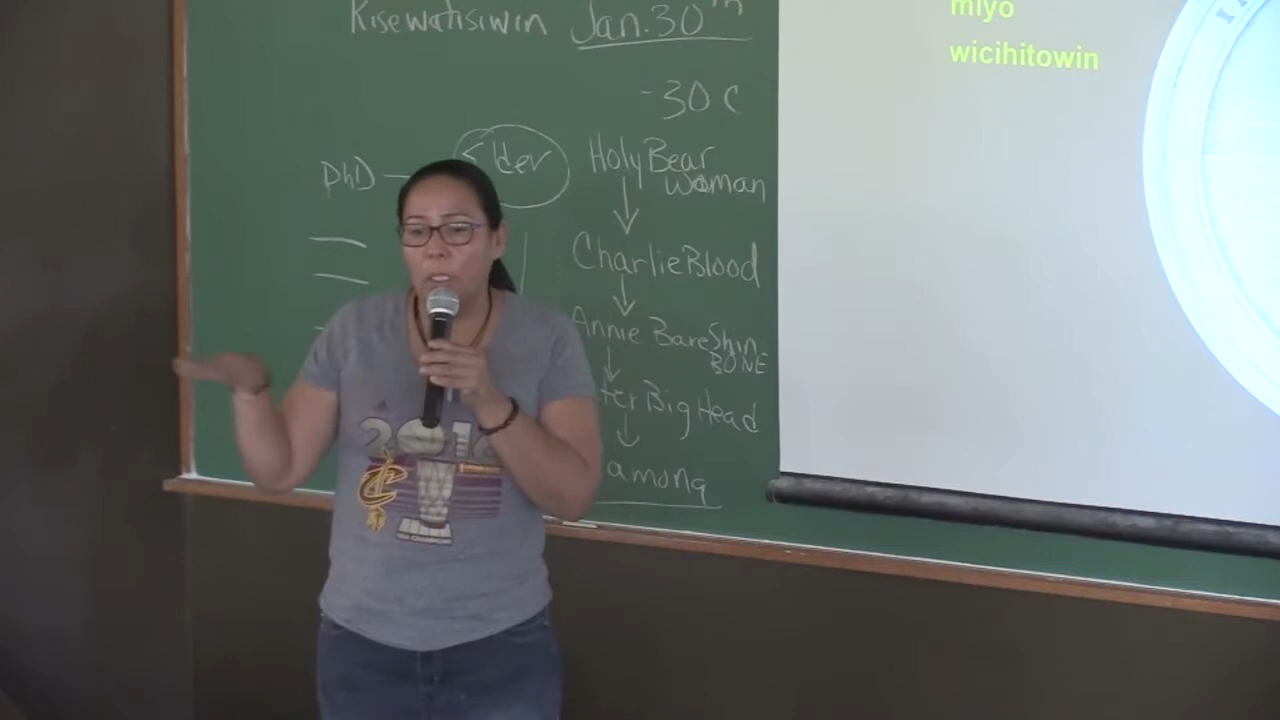 Kisewatisiwin Jan. 30th
-30 C
PhD — Elder
Holy Bear
Woman
Charlie Blood
Annie Bare Shin
BONE
ter Big Head
among
miyo
wicihitowin
2016
C